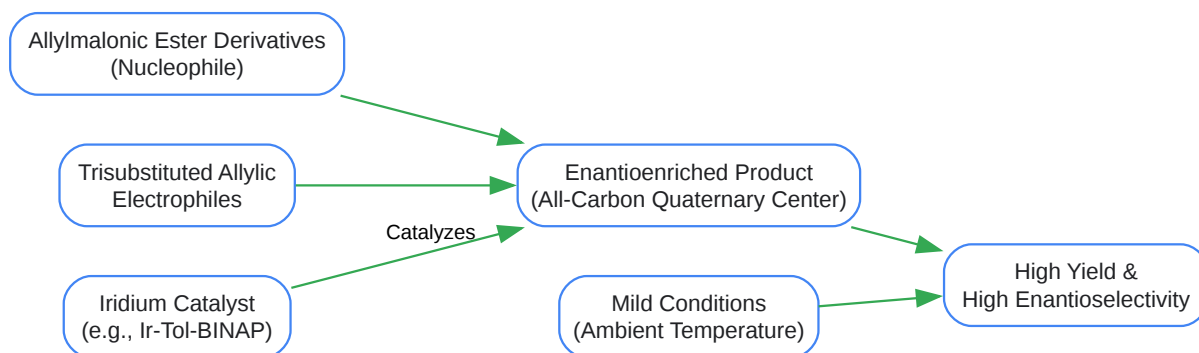 Allylmalonic Ester Derivatives
(Nucleophile)
Trisubstituted Allylic
Electrophiles
Enantioenriched Product
(All-Carbon Quaternary Center)
Catalyzes
Iridium Catalyst
(e.g., Ir-Tol-BINAP)
Mild Conditions
(Ambient Temperature)
High Yield &
High Enantioselectivity